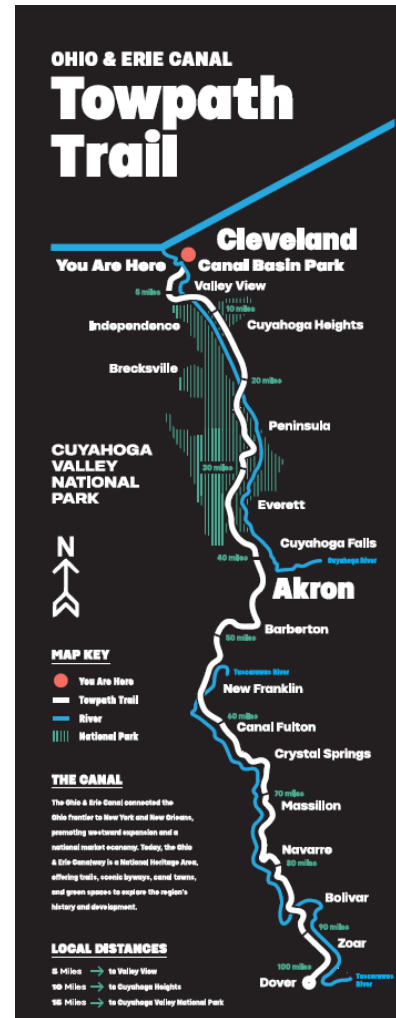 OHIO & ERIE CANAL
Towpath
Trail
Cleveland
You Are Here
Canal Basin Park
Valley View
5 miles
10 miles
Independence
Cuyahoga Heights
Brecksville
20 miles
Peninsula
CUYAHOGA
VALLEY
NATIONAL
PARK
30 miles
Everett
N
Cuyahoga Falls
40 miles
Cuyahoga River
Akron
Barberton
50 miles
MAP KEY
You Are Here
Towpath Trail
River
National Park
Tuscarawas River
New Franklin
60 miles
Canal Fulton
Crystal Springs
70 miles
Massillon
THE CANAL
The Ohio & Erie Canal connected the
Ohio frontier to New York and New Orleans,
promoting westward expansion and a
national market economy. Today, the Ohio
& Erie Canalway is a National Heritage Area,
offering trails, scenic byways, canal towns,
and green spaces to explore the region's
history and development.
Navarre
80 miles
Bolivar
90 miles
Zoar
100 miles
Dover
Tuscarawas
River
LOCAL DISTANCES
5 Miles → to Valley View
10 Miles → to Cuyahoga Heights
15 Miles → to Cuyahoga Valley National Park